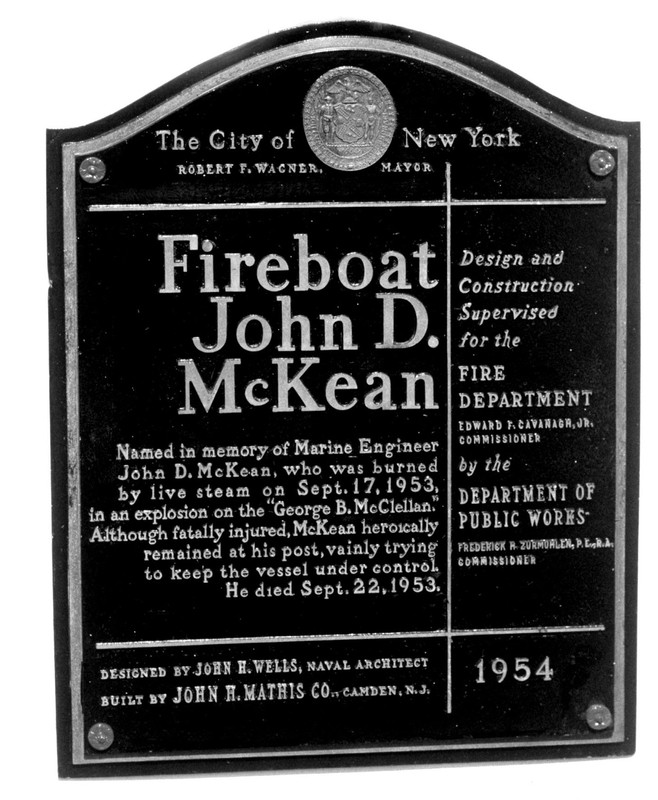 The City of New York
ROBERT F. WAGNER, MAYOR
Fireboat
John D.
McKean
Named in memory of Marine Engineer
John D. McKean, who was burned
by live steam on Sept. 17, 1953,
in an explosion on the "George B. McClellan."
Although fatally injured, McKean heroically
remained at his post, vainly trying
to keep the vessel under control.
He died Sept. 22, 1953.
Design and
Construction
Supervised
for the
FIRE
DEPARTMENT
EDWARD F. CAVANAGH, JR.
COMMISSIONER
by the
DEPARTMENT OF
PUBLIC WORKS
FREDERICK H. ZURMUHLEN, P.E., R.A.
COMMISSIONER
DESIGNED BY JOHN H. WELLS, NAVAL ARCHITECT
BUILT BY JOHN H. MATHIS CO., CAMDEN, N.J.
1954